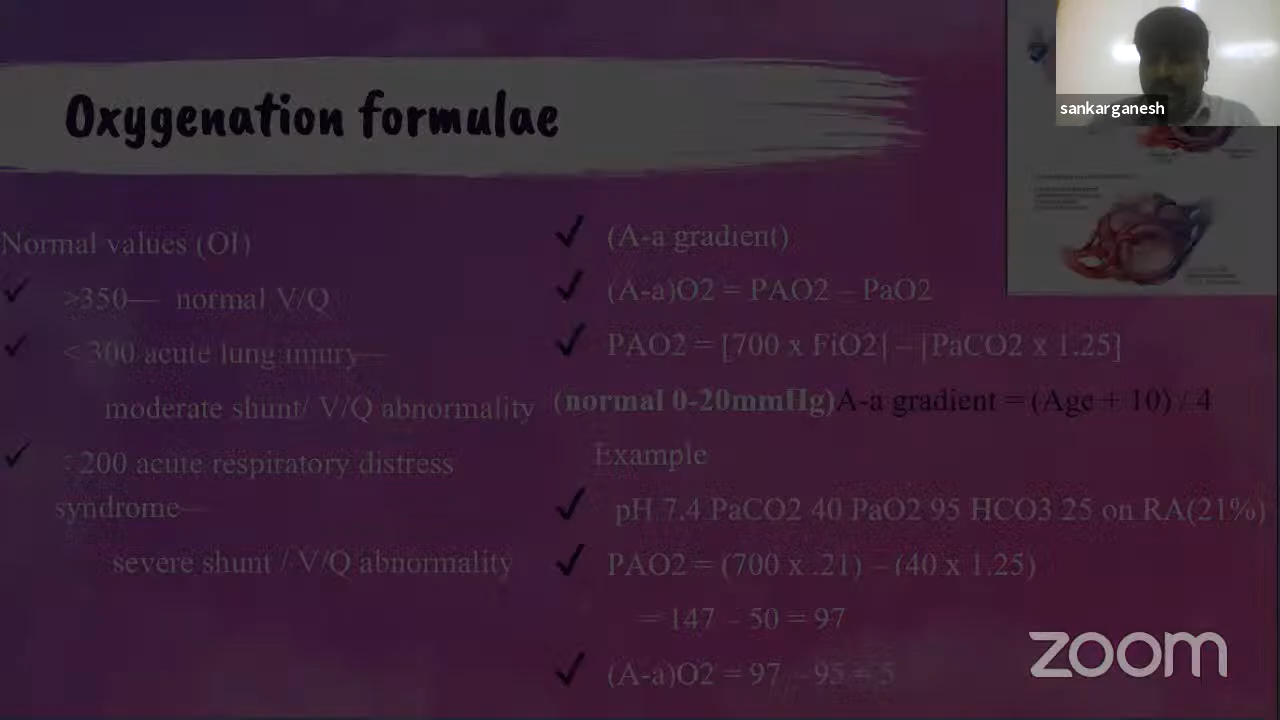 Oxygenation formulae
sankarganesh
Normal values (OI)
>350— normal V/Q
< 300 acute lung injury—
moderate shunt/ V/Q abnormality
200 acute respiratory distress
syndrome—
severe shunt / V/Q abnormality
(A-a gradient)
(A-a)O2 = PAO2 – PaO2
PAO2 = [700 x FiO2] – [PaCO2 x 1.25]
(normal 0-20mmHg)A-a gradient = (Age + 10) / 4
Example
pH 7.4 PaCO2 40 PaO2 95 HCO3 25 on RA(21%)
PAO2 = (700 x .21) – (40 x 1.25)
= 147 – 50 = 97
(A-a)O2 = 97 – 95 = 5
zoom